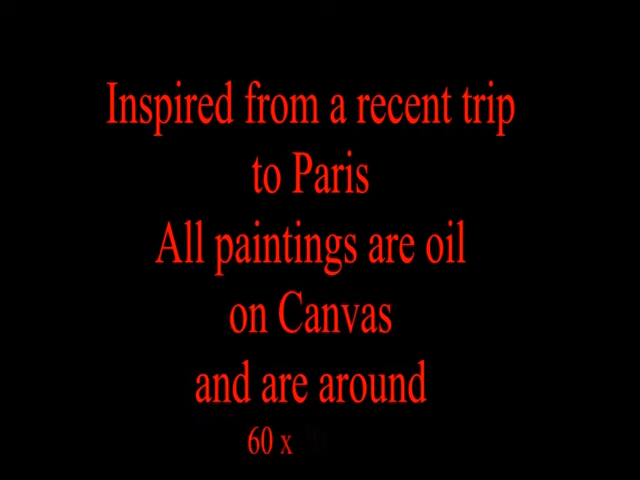 Inspired from a recent trip
to Paris
All paintings are oil
on Canvas
and are around
60 x